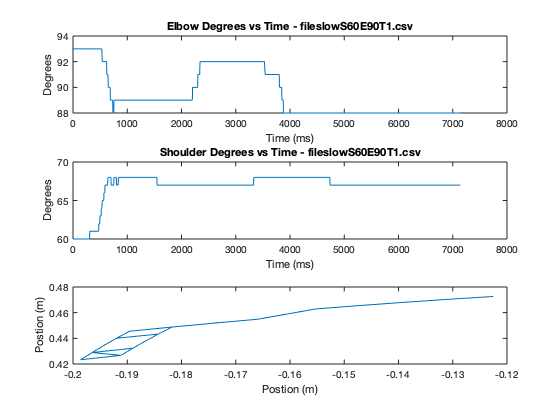 Elbow Degrees vs Time - fileslowS60E90T1.csv
94
92
90
88
Degrees
0 1000 2000 3000 4000 5000 6000 7000 8000
Time (ms)
Shoulder Degrees vs Time - fileslowS60E90T1.csv
70
65
60
Degrees
0 1000 2000 3000 4000 5000 6000 7000 8000
Time (ms)
0.48
0.46
0.44
0.42
Postion (m)
-0.2 -0.19 -0.18 -0.17 -0.16 -0.15 -0.14 -0.13 -0.12
Postion (m)